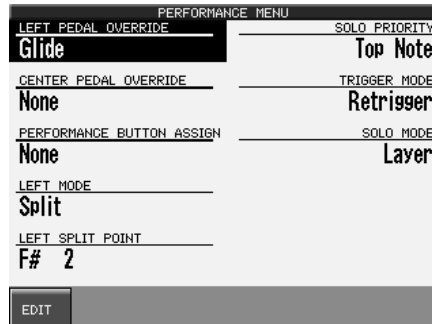 PERFORMANCE MENU
LEFT PEDAL OVERRIDE
Glide
CENTER PEDAL OVERRIDE
None
PERFORMANCE BUTTON ASSIGN
None
LEFT MODE
Split
LEFT SPLIT POINT
F# 2
SOLO PRIORITY
Top Note
TRIGGER MODE
Retrigger
SOLO MODE
Layer
EDIT